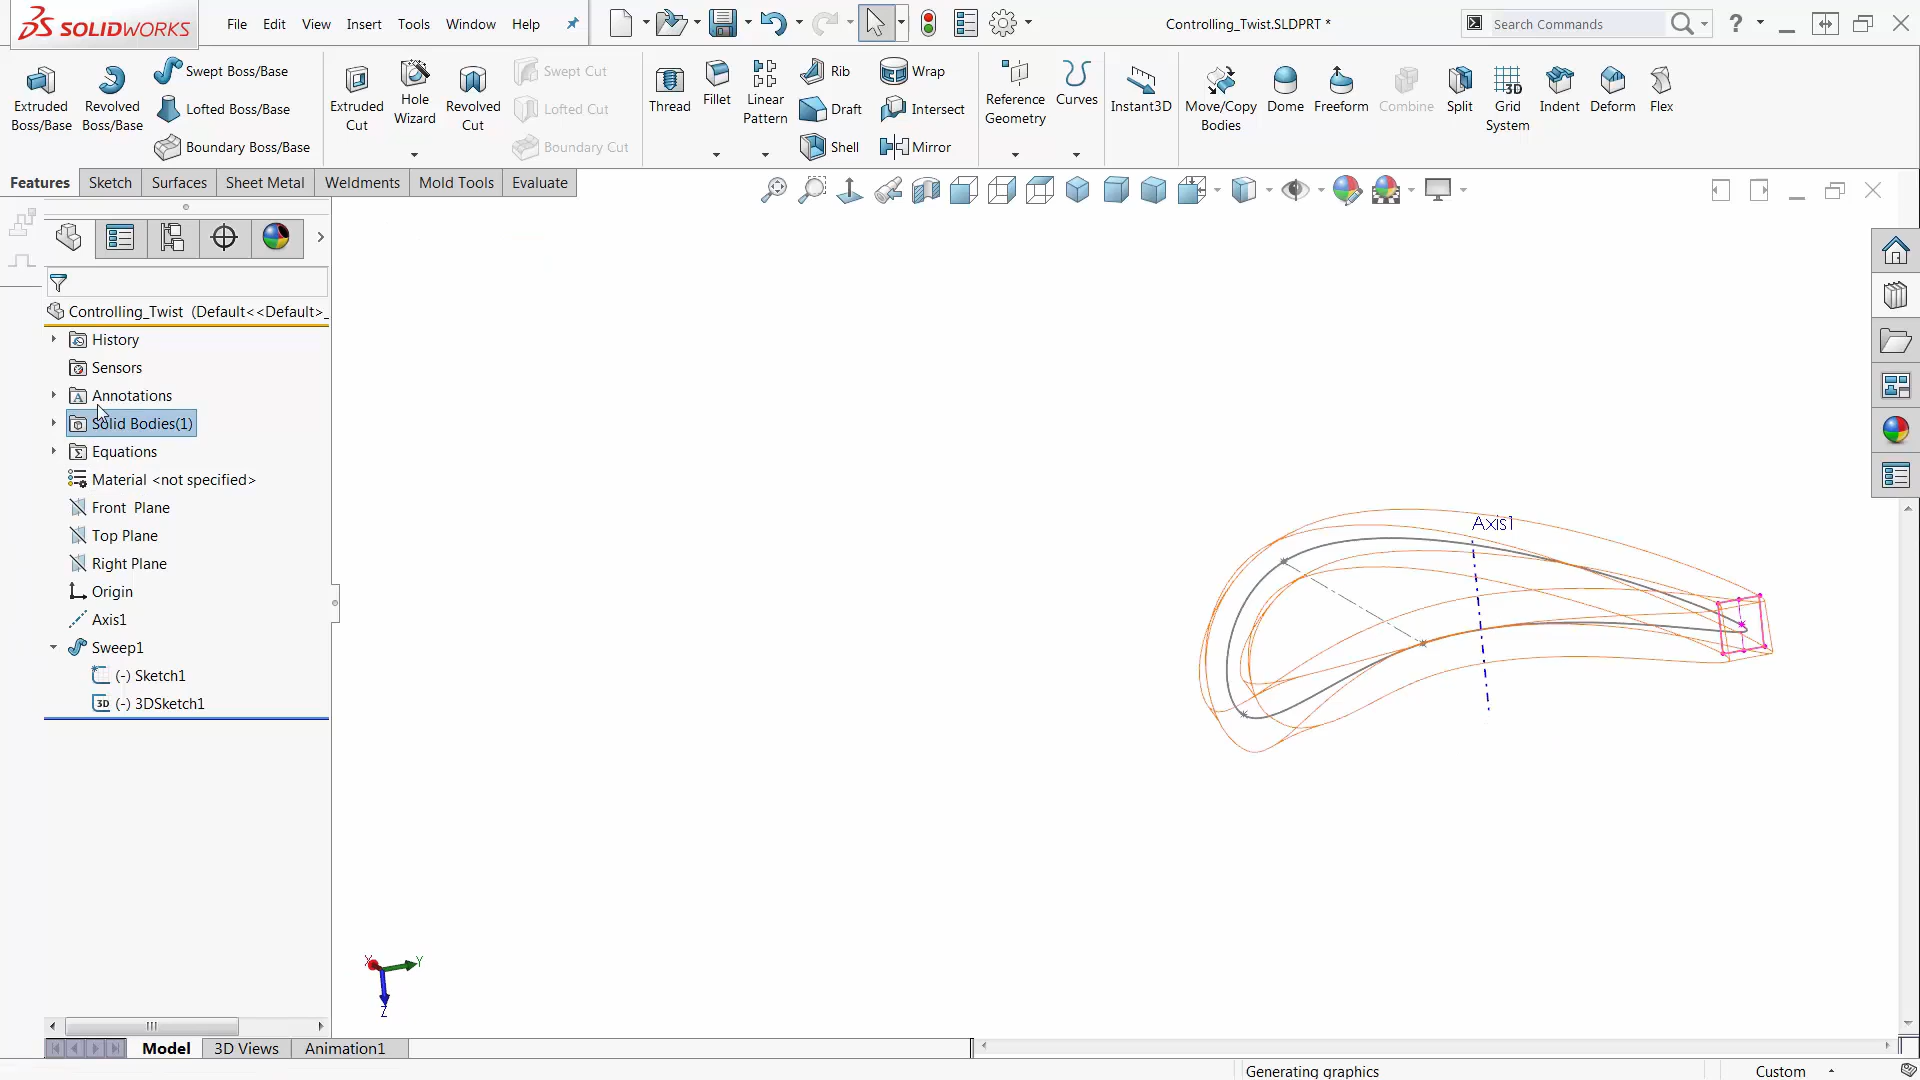 SOLIDWORKS File Edit View Insert Tools Window Help Controlling_Twist.SLDPRT * Search Commands ?
Extruded Boss/Base
Revolved Boss/Base
Swept Boss/Base
Lofted Boss/Base
Boundary Boss/Base
Extruded Cut
Hole Wizard
Revolved Cut
Swept Cut
Lofted Cut
Boundary Cut
Thread
Fillet
Linear Pattern
Rib
Draft
Shell
Wrap
Intersect
Mirror
Reference Geometry
Curves
Instant3D
Move/Copy Bodies
Dome
Freeform
Combine
Split
Grid System
Indent
Deform
Flex
Features Sketch Surfaces Sheet Metal Weldments Mold Tools Evaluate
Controlling_Twist (Default<<Default>_
History
Sensors
Annotations
Solid Bodies(1)
Equations
Material <not specified>
Front Plane
Top Plane
Right Plane
Origin
Axis1
Sweep1
(-) Sketch1
3D (-) 3DSketch1
Axis1
X Y
Z
Model 3D Views Animation1
Generating graphics Custom